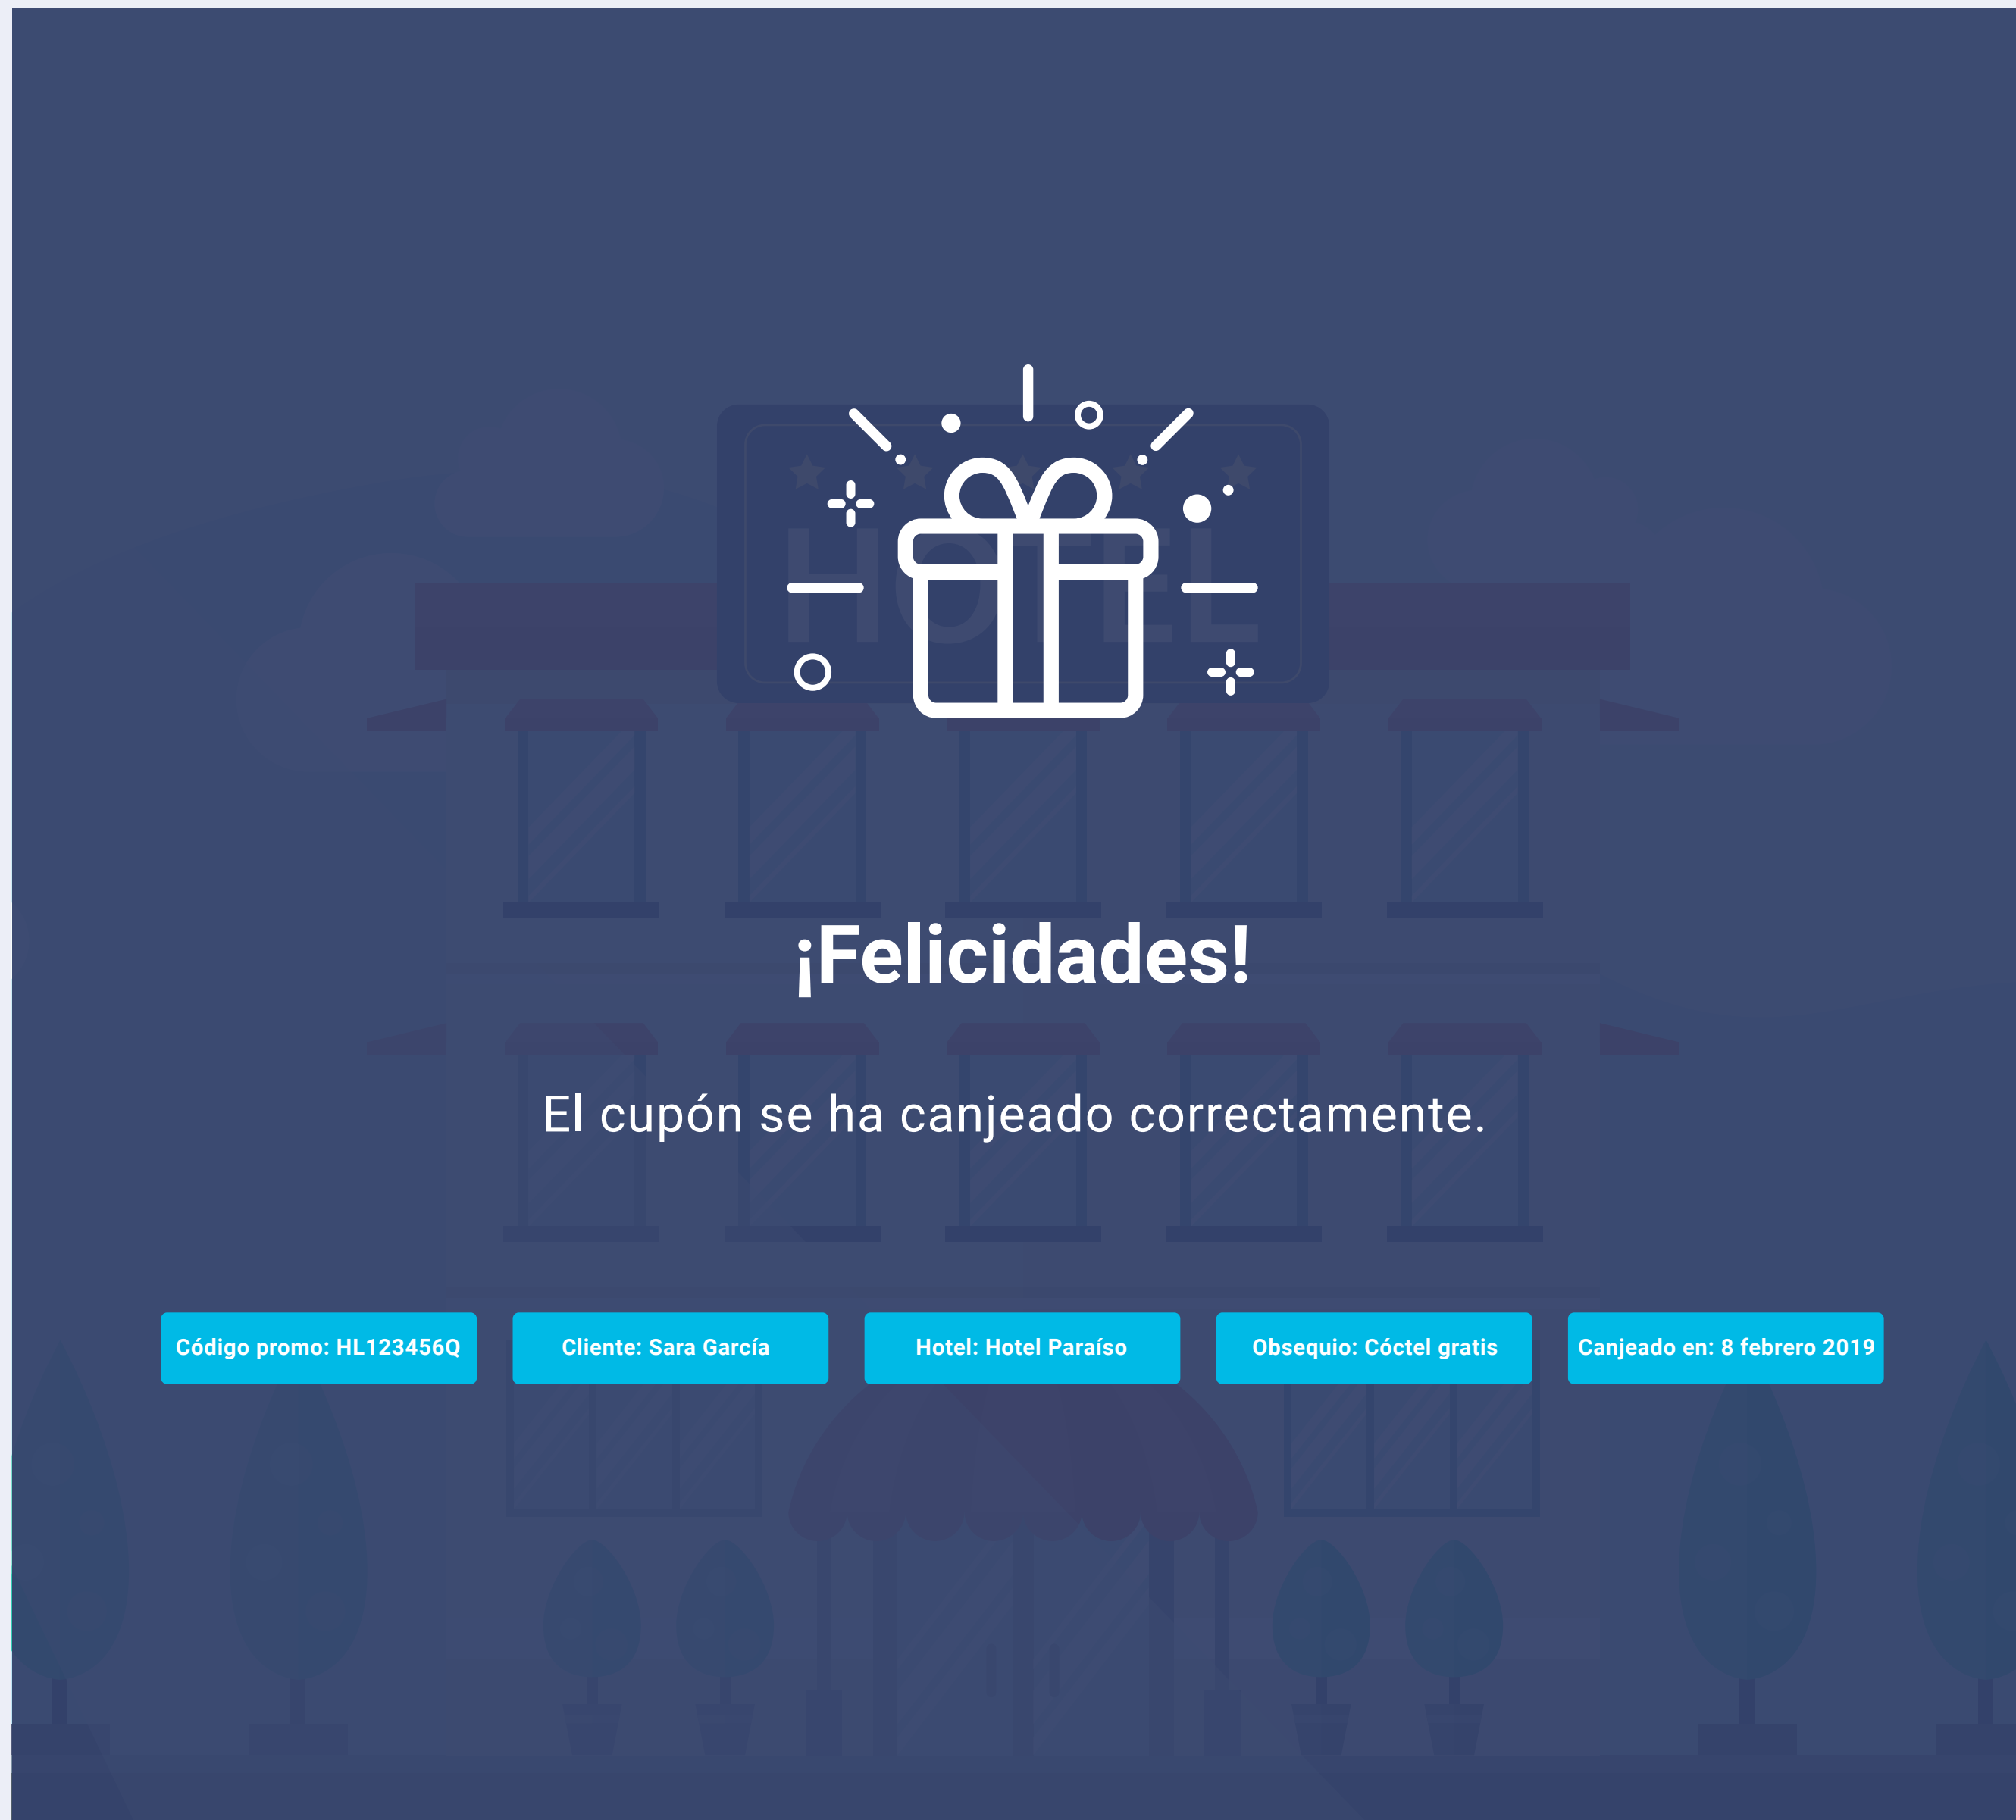 HOTEL
¡Felicidades!
El cupón se ha canjeado correctamente.
Código promo: HL123456Q
Cliente: Sara García
Hotel: Hotel Paraíso
Obsequio: Cóctel gratis
Canjeado en: 8 febrero 2019